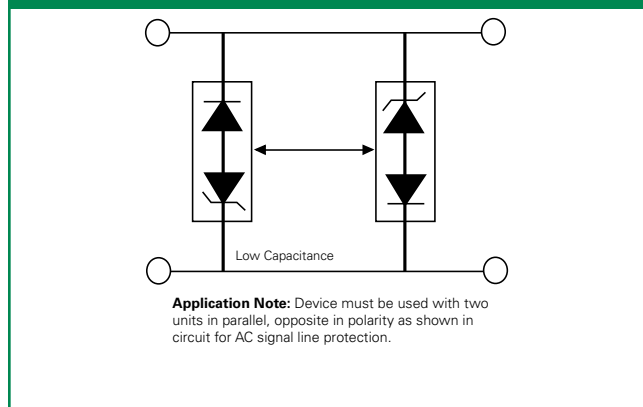 Low Capacitance
Application Note: Device must be used with two
units in parallel, opposite in polarity as shown in
circuit for AC signal line protection.